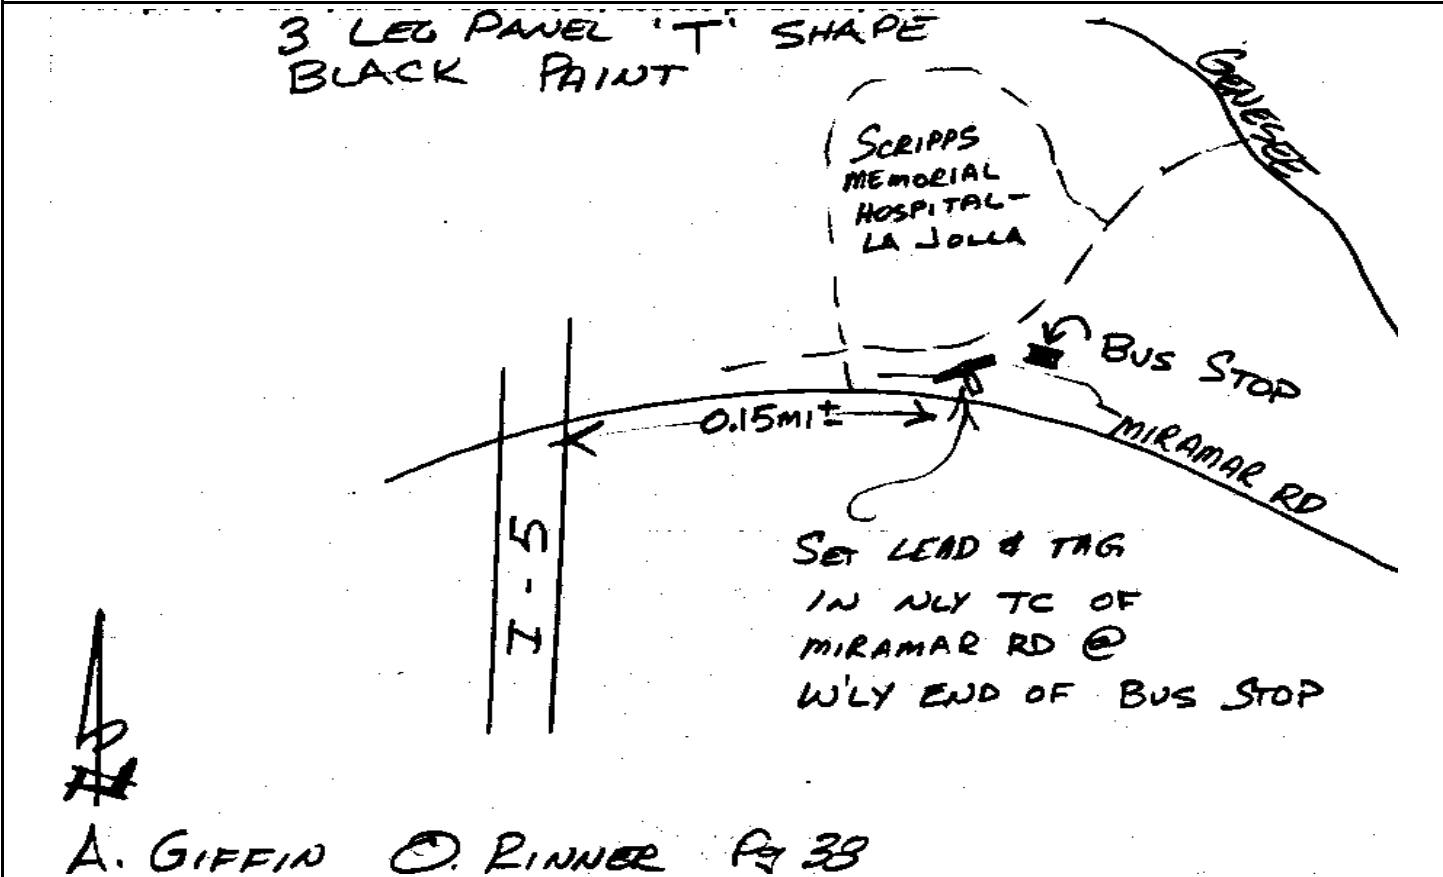 3 LEG PANEL 'T' SHAPE
BLACK PAINT
GENESEE
SCRIPPS
MEMORIAL
HOSPITAL-
LA JOLLA
BUS STOP
0.15MI±
MIRAMAR RD
I-5
SET LEAD & TAG
IN NLY TC OF
MIRAMAR RD @
W'LY END OF BUS STOP
A. GIFFIN O. RINNER Pg 38